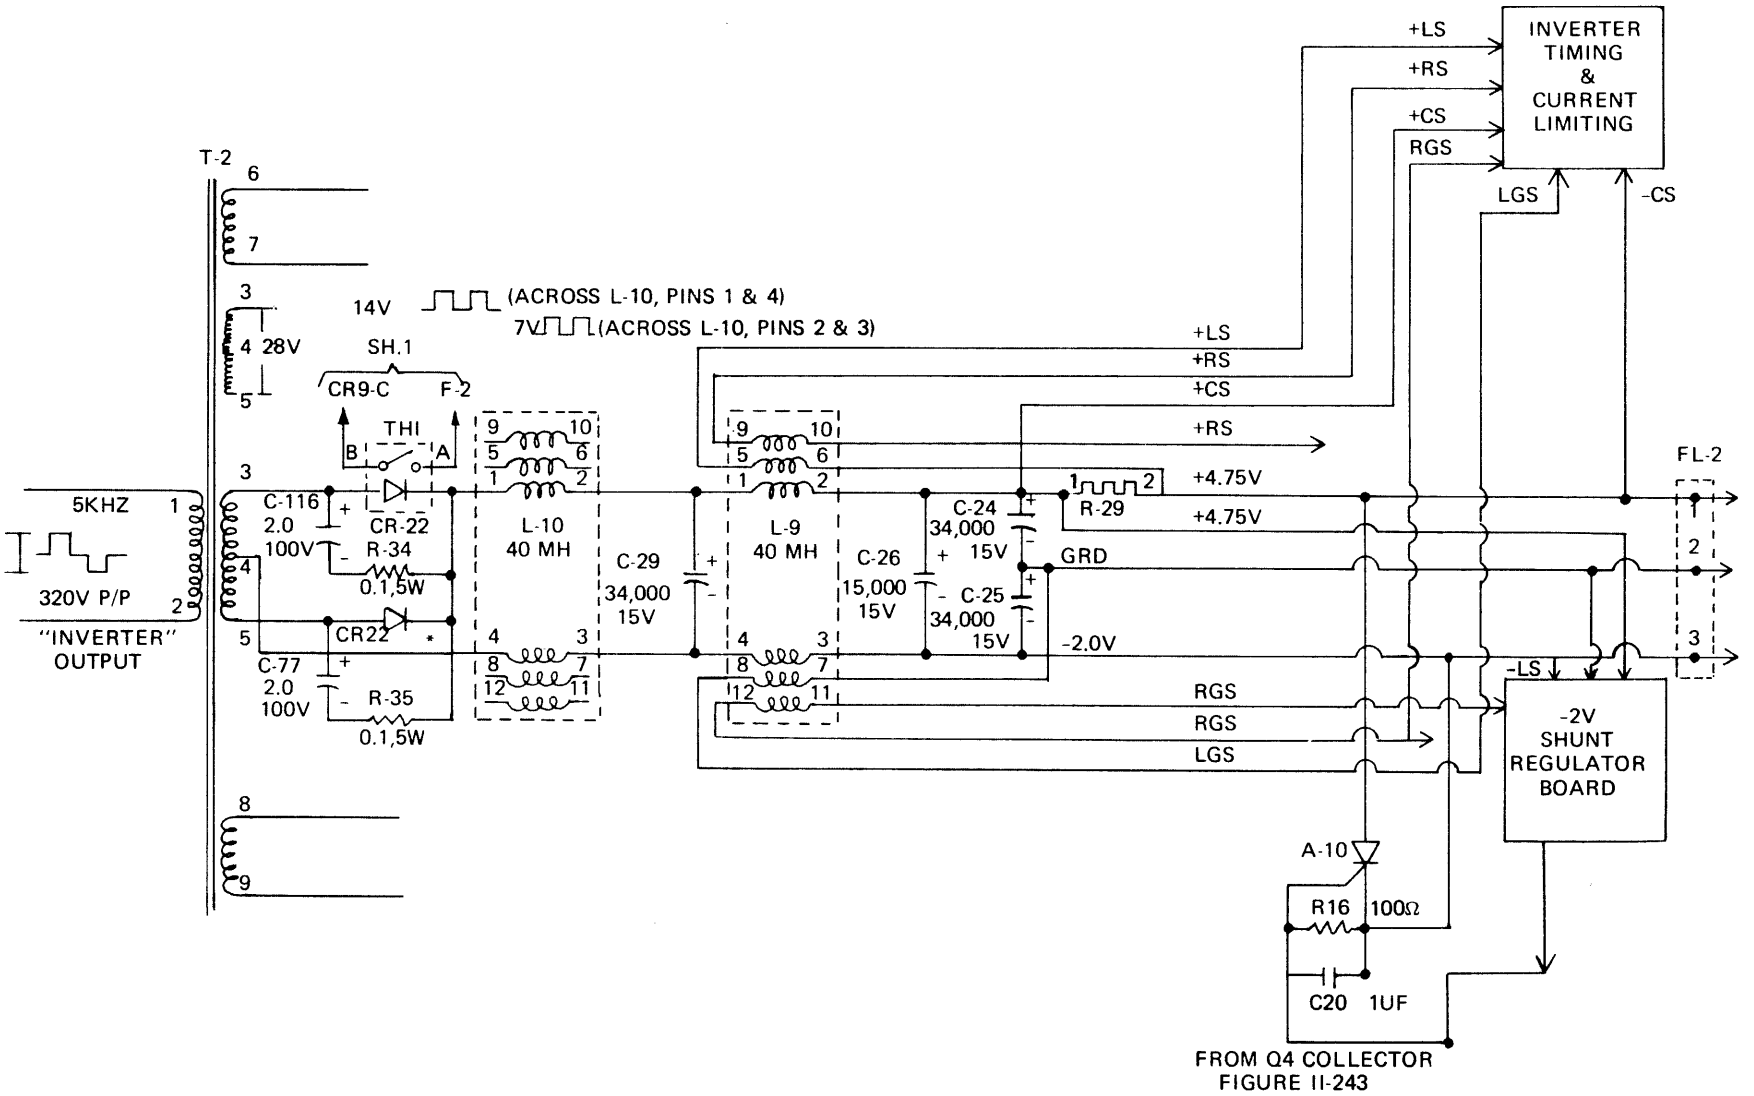 INVERTER
TIMING
&
CURRENT
LIMITING
+LS
+RS
+CS
RGS
LGS
-CS
T-2
6
7
3
4 28V
5
14V
(ACROSS L-10, PINS 1 & 4)
7V
(ACROSS L-10, PINS 2 & 3)
SH.1
CR9-C
F-2
TH1
B
A
+LS
+RS
+CS
+RS
9 10
5 6
1 2
L-10
40 MH
4 3
8 7
12 11
9 10
5 6
1 2
L-9
40 MH
4 3
8 7
12 11
5KHZ
1
2
320V P/P
"INVERTER"
OUTPUT
3
4
5
C-116
2.0
100V
+
-
CR-22
R-34
0.1,5W
CR22
*
C-77
2.0
100V
+
-
R-35
0.1,5W
C-29
34,000
15V
+
-
C-26
15,000
15V
+
-
C-24
34,000
15V
+
-
C-25
34,000
15V
+
-
1 2
R-29
+4.75V
+4.75V
GRD
-2.0V
FL-2
1
2
3
-LS
RGS
RGS
LGS
-2V
SHUNT
REGULATOR
BOARD
8
9
A-10
R16 100Ω
C20 1UF
FROM Q4 COLLECTOR
FIGURE II-243